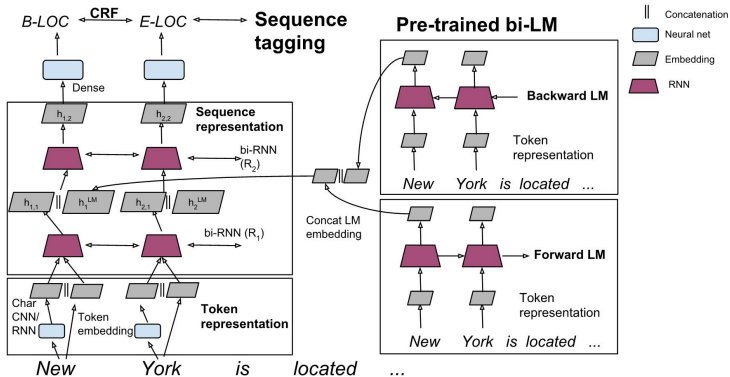 B-LOC CRF E-LOC
Sequence
tagging
Dense
h1,2 h2,2
Sequence
representation
bi-RNN
(R2)
h1,1 || h1LM h2,1 || h2LM
bi-RNN (R1)
||
||
Char
CNN/
RNN
Token
embedding
Token
representation
New York is located ...
||
Concat LM
embedding
Pre-trained bi-LM
Backward LM
Token
representation
New York is located ...
Forward LM
Token
representation
New York is located ...
|| Concatenation
Neural net
Embedding
RNN